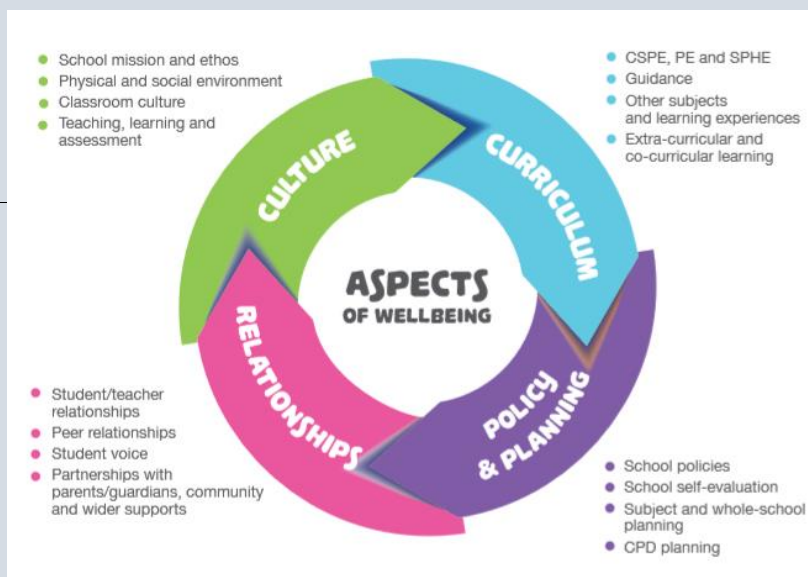 School mission and ethos
Physical and social environment
Classroom culture
Teaching, learning and
assessment
CULTURE
CSPE, PE and SPHE
Guidance
Other subjects
and learning experiences
Extra-curricular and
co-curricular learning
CURRICULUM
ASPECTS
OF WELLBEING
RELATIONSHIPS
Student/teacher
relationships
Peer relationships
Student voice
Partnerships with
parents/guardians, community
and wider supports
POLICY
& PLANNING
School policies
School self-evaluation
Subject and whole-school
planning
CPD planning